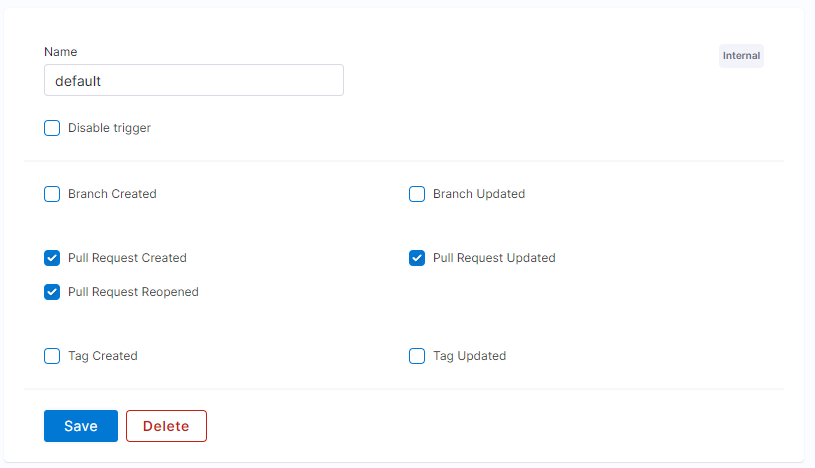 Name
Internal
default
Disable trigger
Branch Created
Branch Updated
Pull Request Created
Pull Request Updated
Pull Request Reopened
Tag Created
Tag Updated
Save
Delete